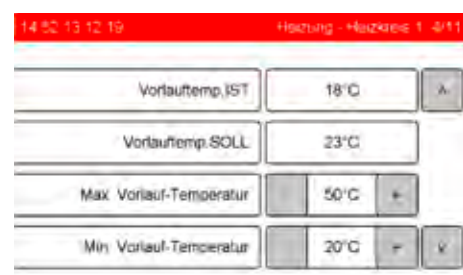 14:52 13.12.19 Heizung - Heizkreis 1 4/11
Vorlauftemp.IST 18°C
Vorlauftemp.SOLL 23°C
Max. Vorlauf-Temperatur - 50°C +
Min. Vorlauf-Temperatur - 20°C +